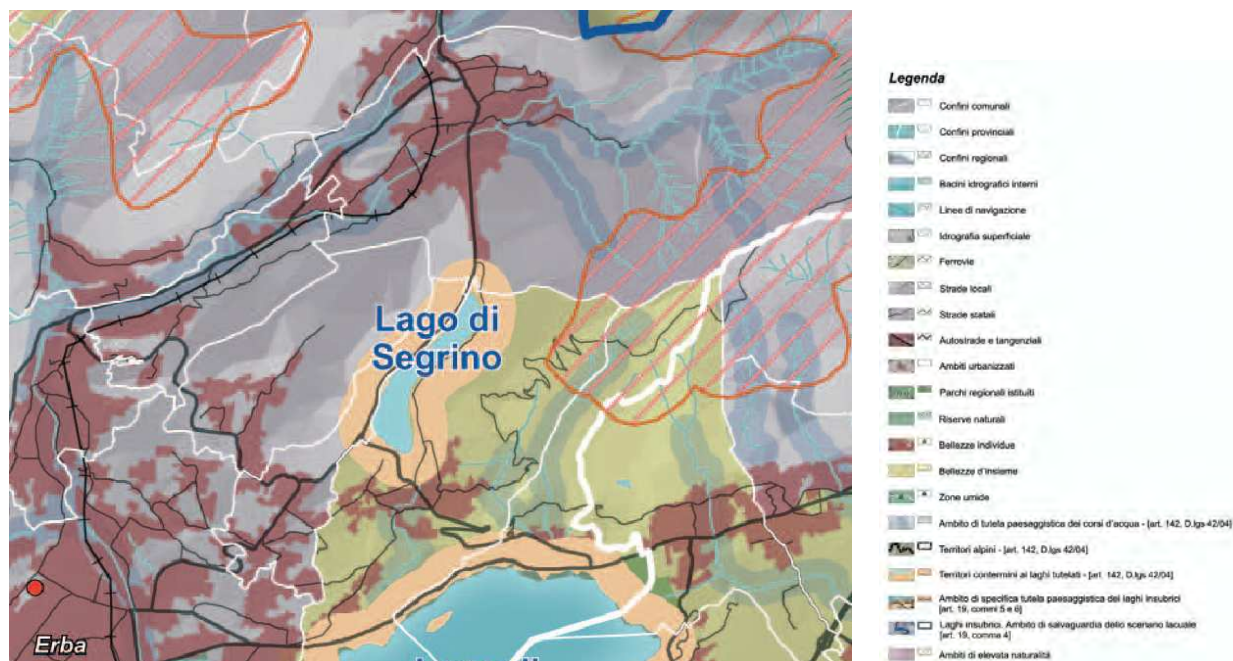 Lago di
Segrino
Erba
Legenda
Confini comunali
Confini provinciali
Confini regionali
Bacini idrografici interni
Linee di navigazione
Idrografia superficiale
Ferrovie
Strade locali
Strade statali
Autostrade e tangenziali
Ambiti urbanizzati
Parchi regionali istituiti
Riserve naturali
Bellezze individue
Bellezze d'insieme
Zone umide
Ambito di tutela paesaggistica dei corsi d'acqua - [art. 142, D.lgs 42/04]
Territori alpini - [art. 142, D.lgs 42/04]
Territori contermini ai laghi tutelati - [art. 142, D.lgs 42/04]
Ambito di specifica tutela paesaggistica dei laghi insubrici
[art. 19, commi 5 e 6]
Laghi insubrici. Ambito di salvaguardia dello scenario lacuale
[art. 19, comma 4]
Ambiti di elevata naturalità